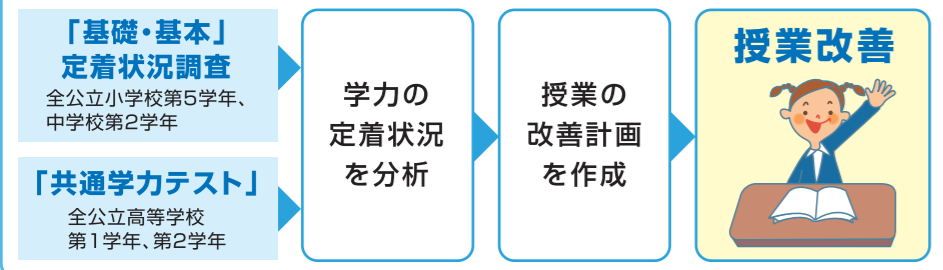 「基礎・基本」
定着状況調査
全公立小学校第5学年、
中学校第2学年
「共通学力テスト」
全公立高等学校
第1学年、第2学年
学力の
定着状況
を分析
授業の
改善計画
を作成
授業改善